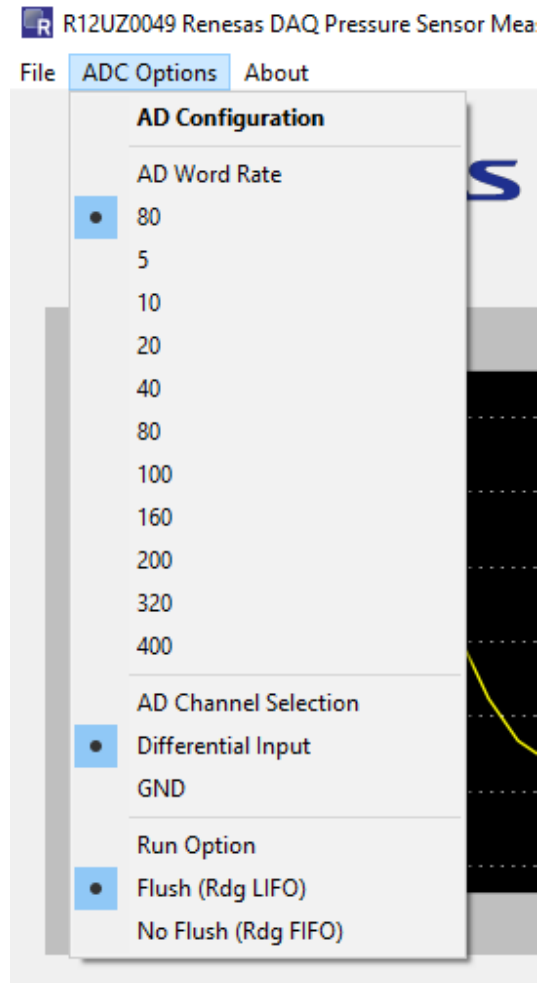 R12UZ0049 Renesas DAQ Pressure Sensor Mea
File ADC Options About
AD Configuration
S
AD Word Rate
80
5
10
20
40
80
100
160
200
320
400
AD Channel Selection
Differential Input
GND
Run Option
Flush (Rdg LIFO)
No Flush (Rdg FIFO)